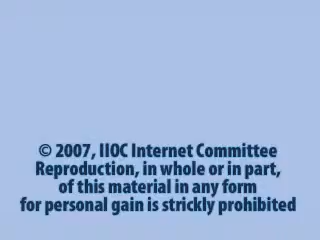 © 2007, IIOC Internet Committee
Reproduction, in whole or in part,
of this material in any form
for personal gain is strickly prohibited